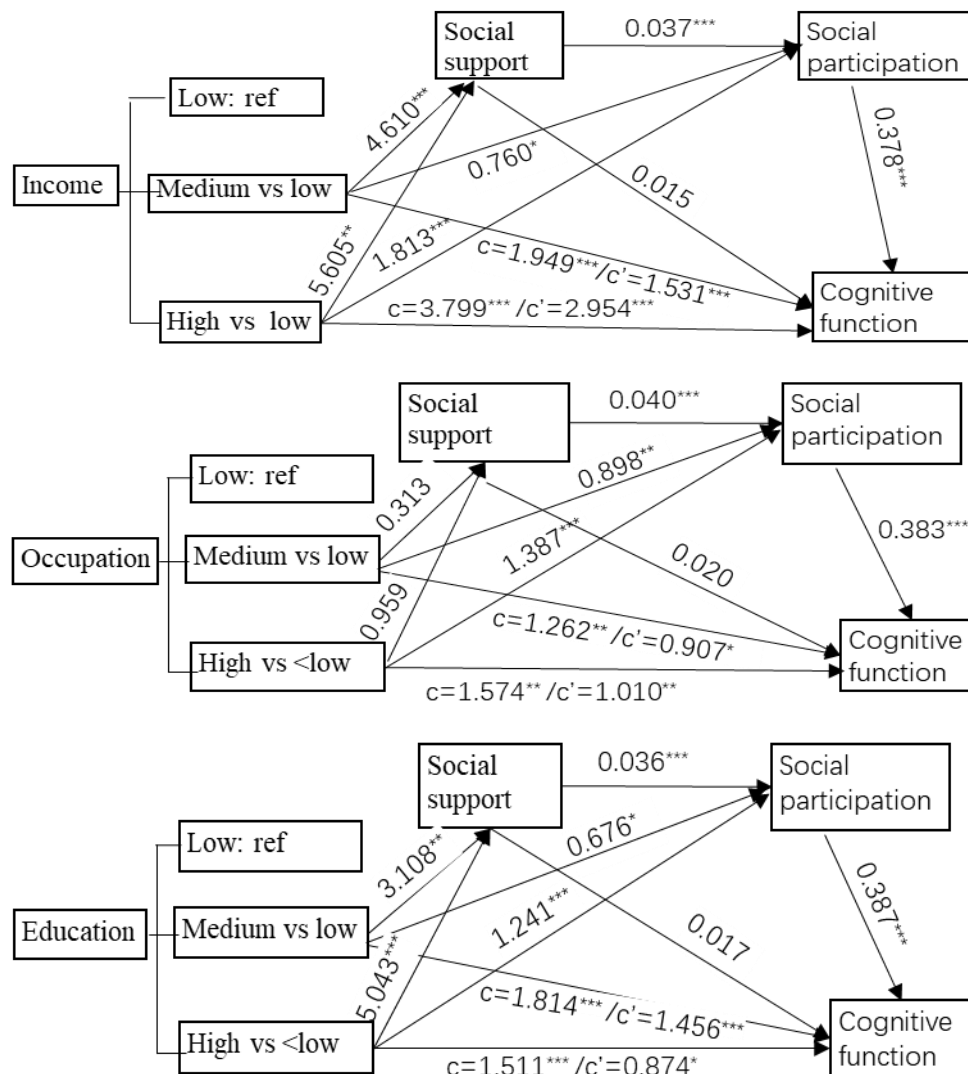 Social
support
0.037***
Social
participation
Low: ref
4.610***
0.760*
0.378***
Income
Medium vs low
0.015
5.605**
1.813***
c=1.949***/c'=1.531***
High vs low
c=3.799***/c'=2.954***
Cognitive
function
Social
support
0.040***
Social
participation
Low: ref
0.313
0.898**
1.387***
0.383***
Occupation
Medium vs low
0.020
0.959
c=1.262**/c'=0.907*
High vs <low
Cognitive
function
c=1.574**/c'=1.010**
Social
support
0.036***
Social
participation
Low: ref
3.108**
0.676*
1.241***
0.387***
Education
Medium vs low
0.017
5.043***
c=1.814***/c'=1.456***
High vs <low
Cognitive
function
c=1.511***/c'=0.874*